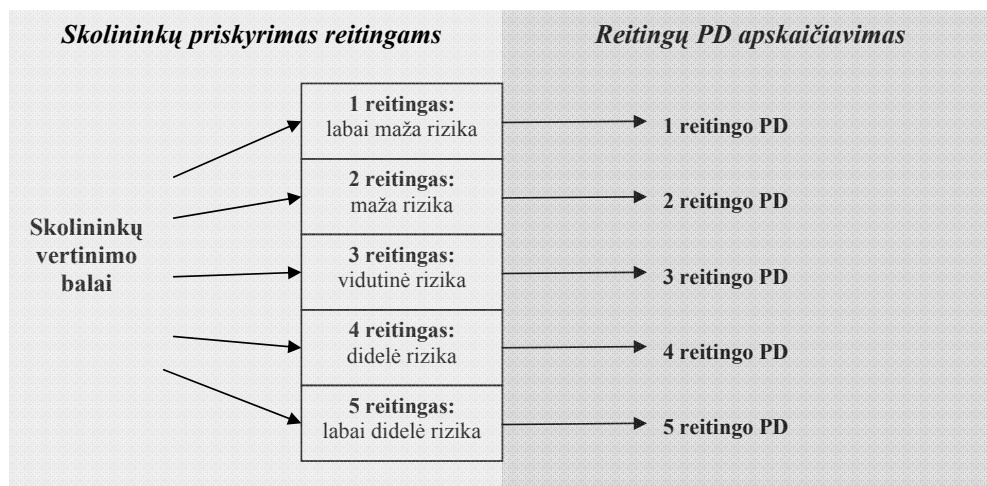 Skolininkų priskyrimas reitingams
Reitingų PD apskaičiavimas
Skolininkų
vertinimo
balai
1 reitingas:
labai maža rizika
1 reitingo PD
2 reitingas:
maža rizika
2 reitingo PD
3 reitingas:
vidutinė rizika
3 reitingo PD
4 reitingas:
didelė rizika
4 reitingo PD
5 reitingas:
labai didelė rizika
5 reitingo PD